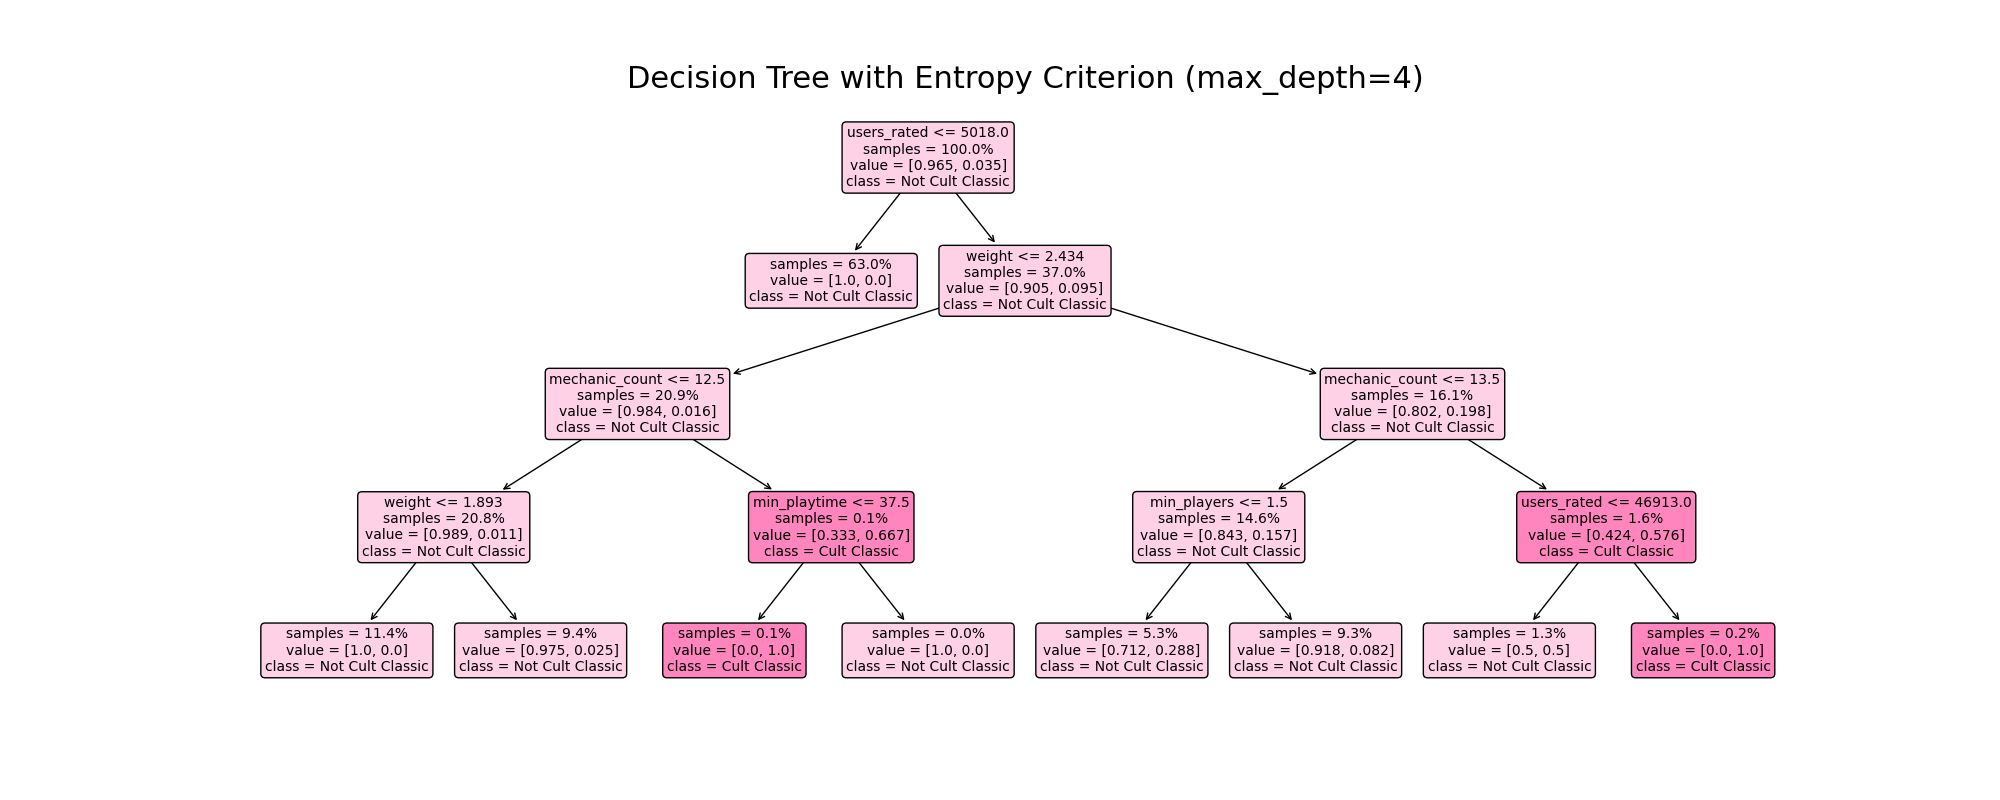 Decision Tree with Entropy Criterion (max_depth=4)
users_rated <= 5018.0
samples = 100.0%
value = [0.965, 0.035]
class = Not Cult Classic
samples = 63.0%
value = [1.0, 0.0]
class = Not Cult Classic
weight <= 2.434
samples = 37.0%
value = [0.905, 0.095]
class = Not Cult Classic
mechanic_count <= 12.5
samples = 20.9%
value = [0.984, 0.016]
class = Not Cult Classic
mechanic_count <= 13.5
samples = 16.1%
value = [0.802, 0.198]
class = Not Cult Classic
weight <= 1.893
samples = 20.8%
value = [0.989, 0.011]
class = Not Cult Classic
min_playtime <= 37.5
samples = 0.1%
value = [0.333, 0.667]
class = Cult Classic
min_players <= 1.5
samples = 14.6%
value = [0.843, 0.157]
class = Not Cult Classic
users_rated <= 46913.0
samples = 1.6%
value = [0.424, 0.576]
class = Cult Classic
samples = 11.4%
value = [1.0, 0.0]
class = Not Cult Classic
samples = 9.4%
value = [0.975, 0.025]
class = Not Cult Classic
samples = 0.1%
value = [0.0, 1.0]
class = Cult Classic
samples = 0.0%
value = [1.0, 0.0]
class = Not Cult Classic
samples = 5.3%
value = [0.712, 0.288]
class = Not Cult Classic
samples = 9.3%
value = [0.918, 0.082]
class = Not Cult Classic
samples = 1.3%
value = [0.5, 0.5]
class = Not Cult Classic
samples = 0.2%
value = [0.0, 1.0]
class = Cult Classic